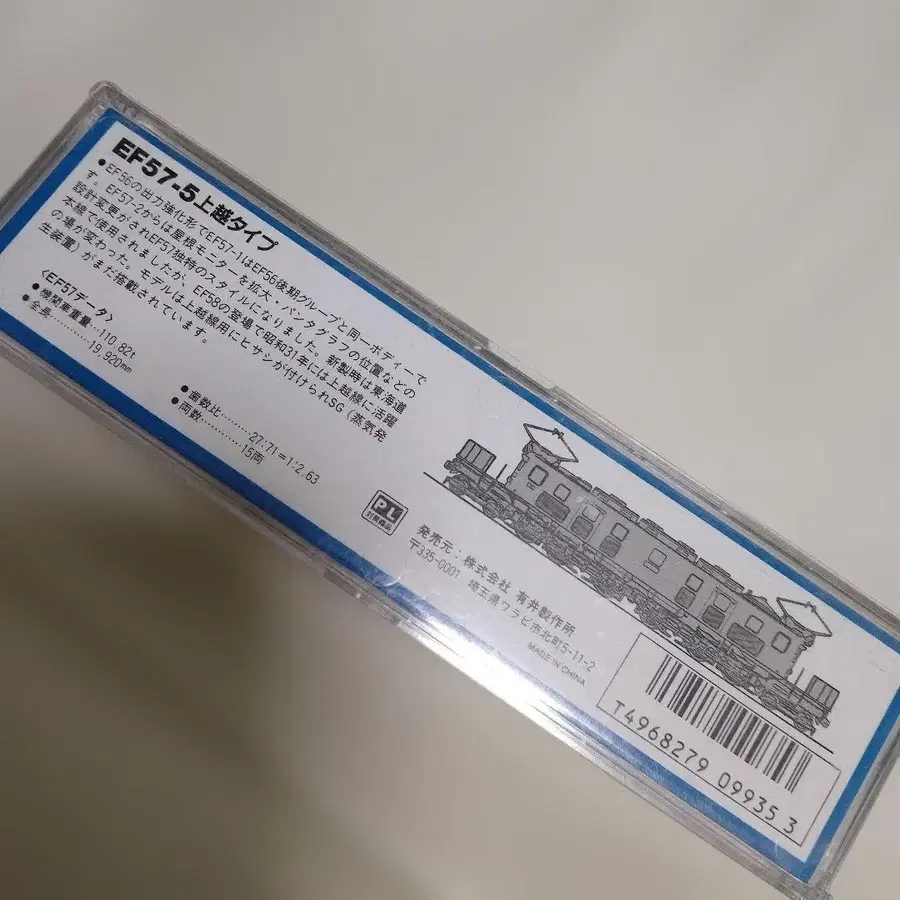 EF57-5上越タイプ
●EF56の出力強化形でEF57-1はEF56後期グループと同一ボディーで
す。EF57-2からは屋根モニターを拡大・パンタグラフの位置などの
設計変更がされEF57独特のスタイルになりました。新製時は東海道
本線で使用されましたが、EF58の登場で昭和31年には上越線に活躍
の場が変わった。モデルは上越線用にヒサシが付けられSG(蒸気発
生装置)がまだ搭載されています。
〈EF57データ〉
●機関車重量…110.82t
●全長…………19,920mm
●歯数比………27:71=1:2.63
●両数…………15両
PL
対策商品
発売元:株式会社 有井製作所
〒335-0001 埼玉県ワラビ市北町5-11-2
MADE IN CHINA
T4968279 099353